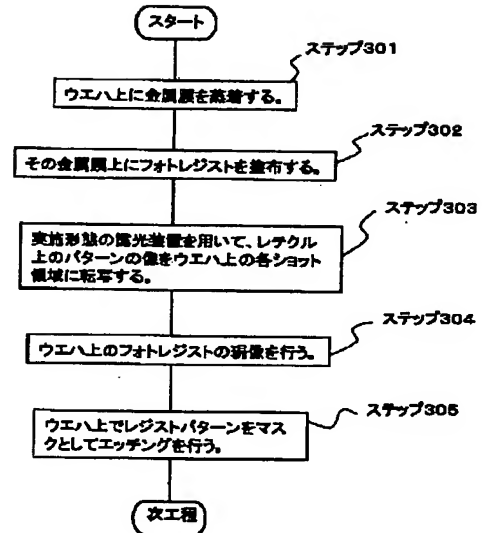 スタート
ステップ301
ウエハ上に金属膜を蒸着する。
ステップ302
その金属膜上にフォトレジストを塗布する。
ステップ303
実施形態の露光装置を用いて、レチクル
上のパターンの像をウエハ上の各ショット
領域に転写する。
ステップ304
ウエハ上のフォトレジストの現像を行う。
ステップ305
ウエハ上でレジストパターンをマス
クとしてエッチングを行う。
次工程